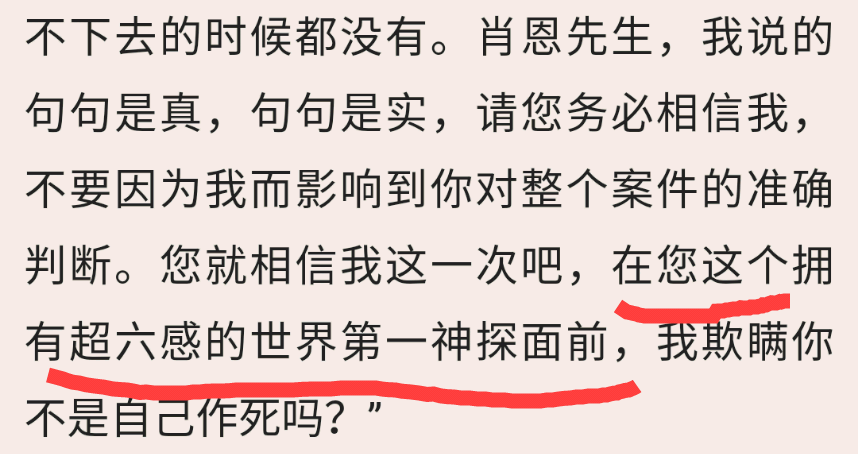 不下去的时候都没有。肖恩先生，我说的
句句是真，句句是实，请您务必相信我，
不要因为我而影响到你对整个案件的准确
判断。您就相信我这一次吧，在您这个拥
有超六感的世界第一神探面前，我欺瞒你
不是自己作死吗？”